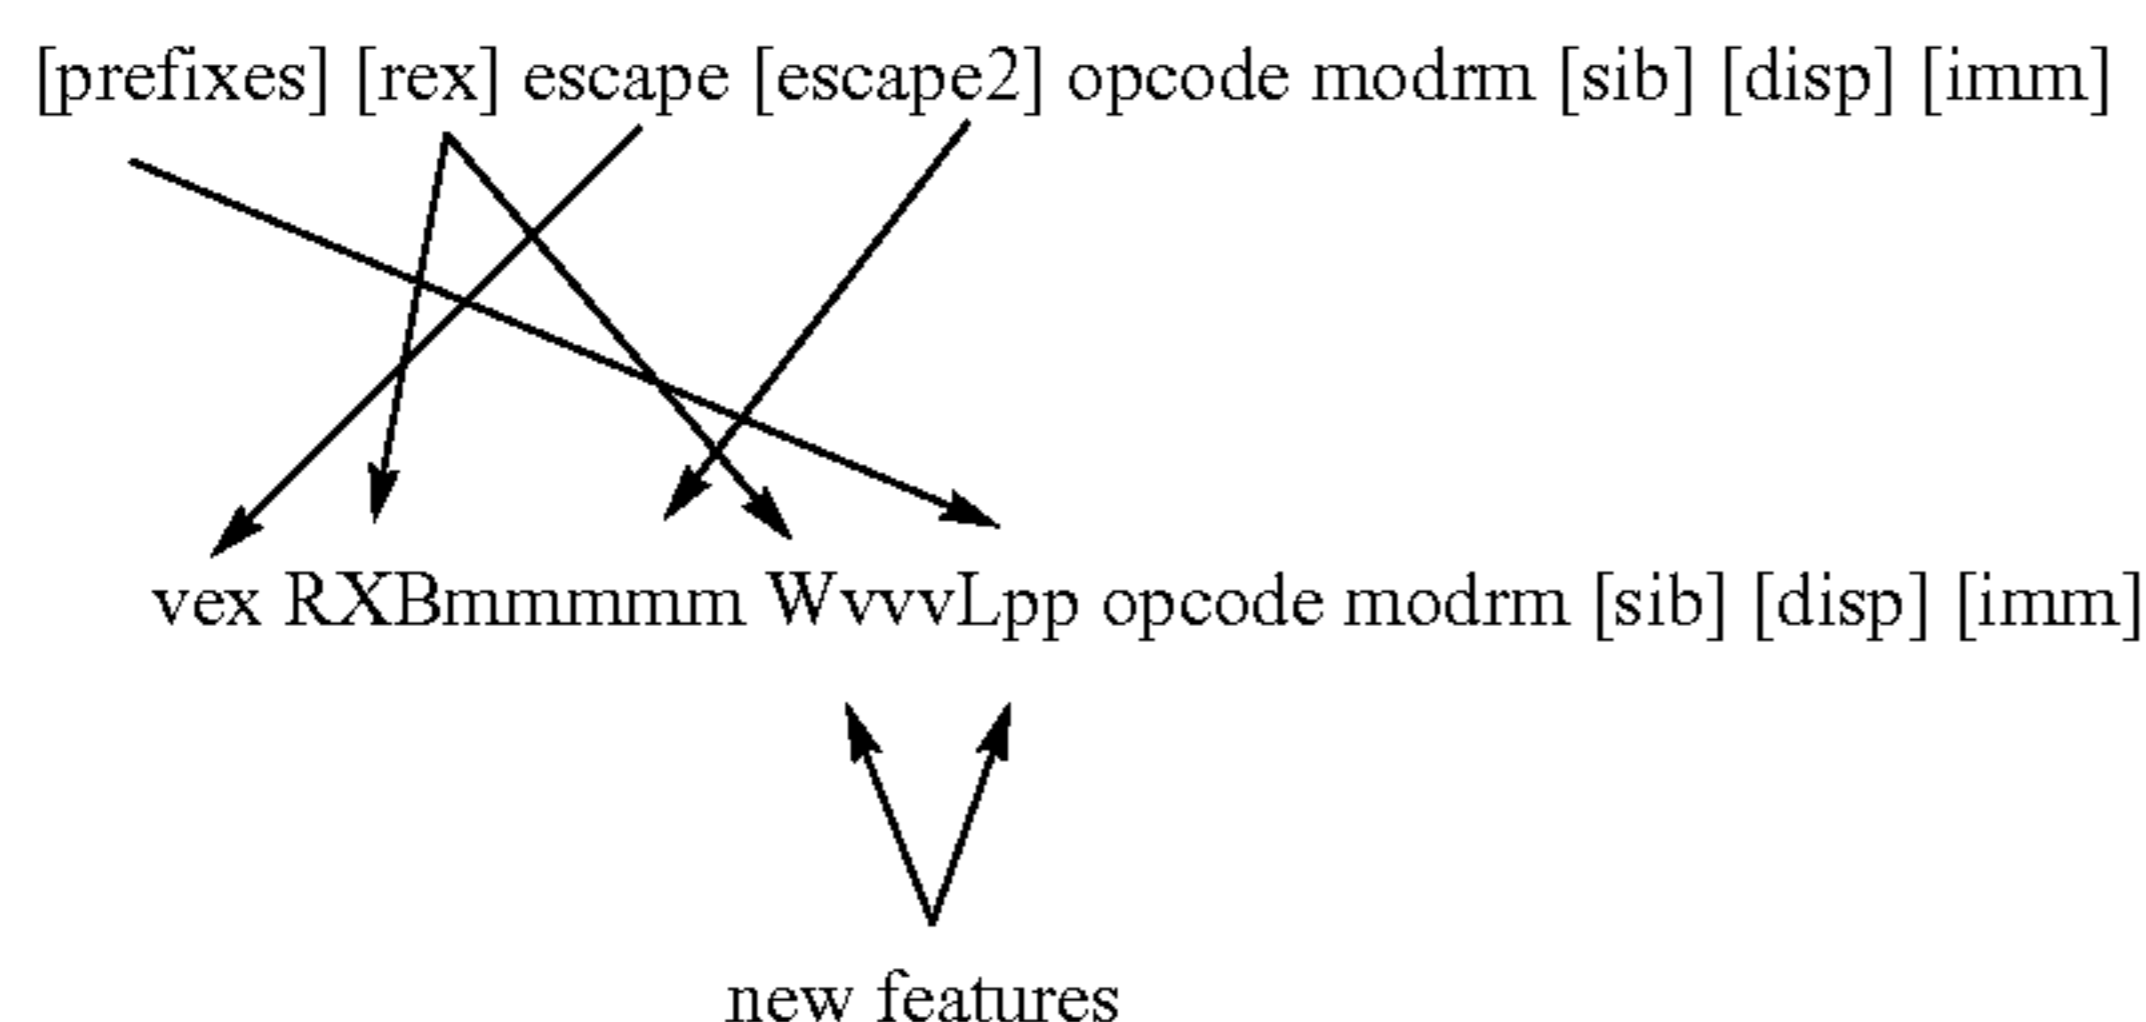 [prefixes] [rex] escape [escape2] opcode modrm [sib] [disp] [imm]
vex RXBmmmmm WvvvLpp opcode modrm [sib] [disp] [imm]
new features